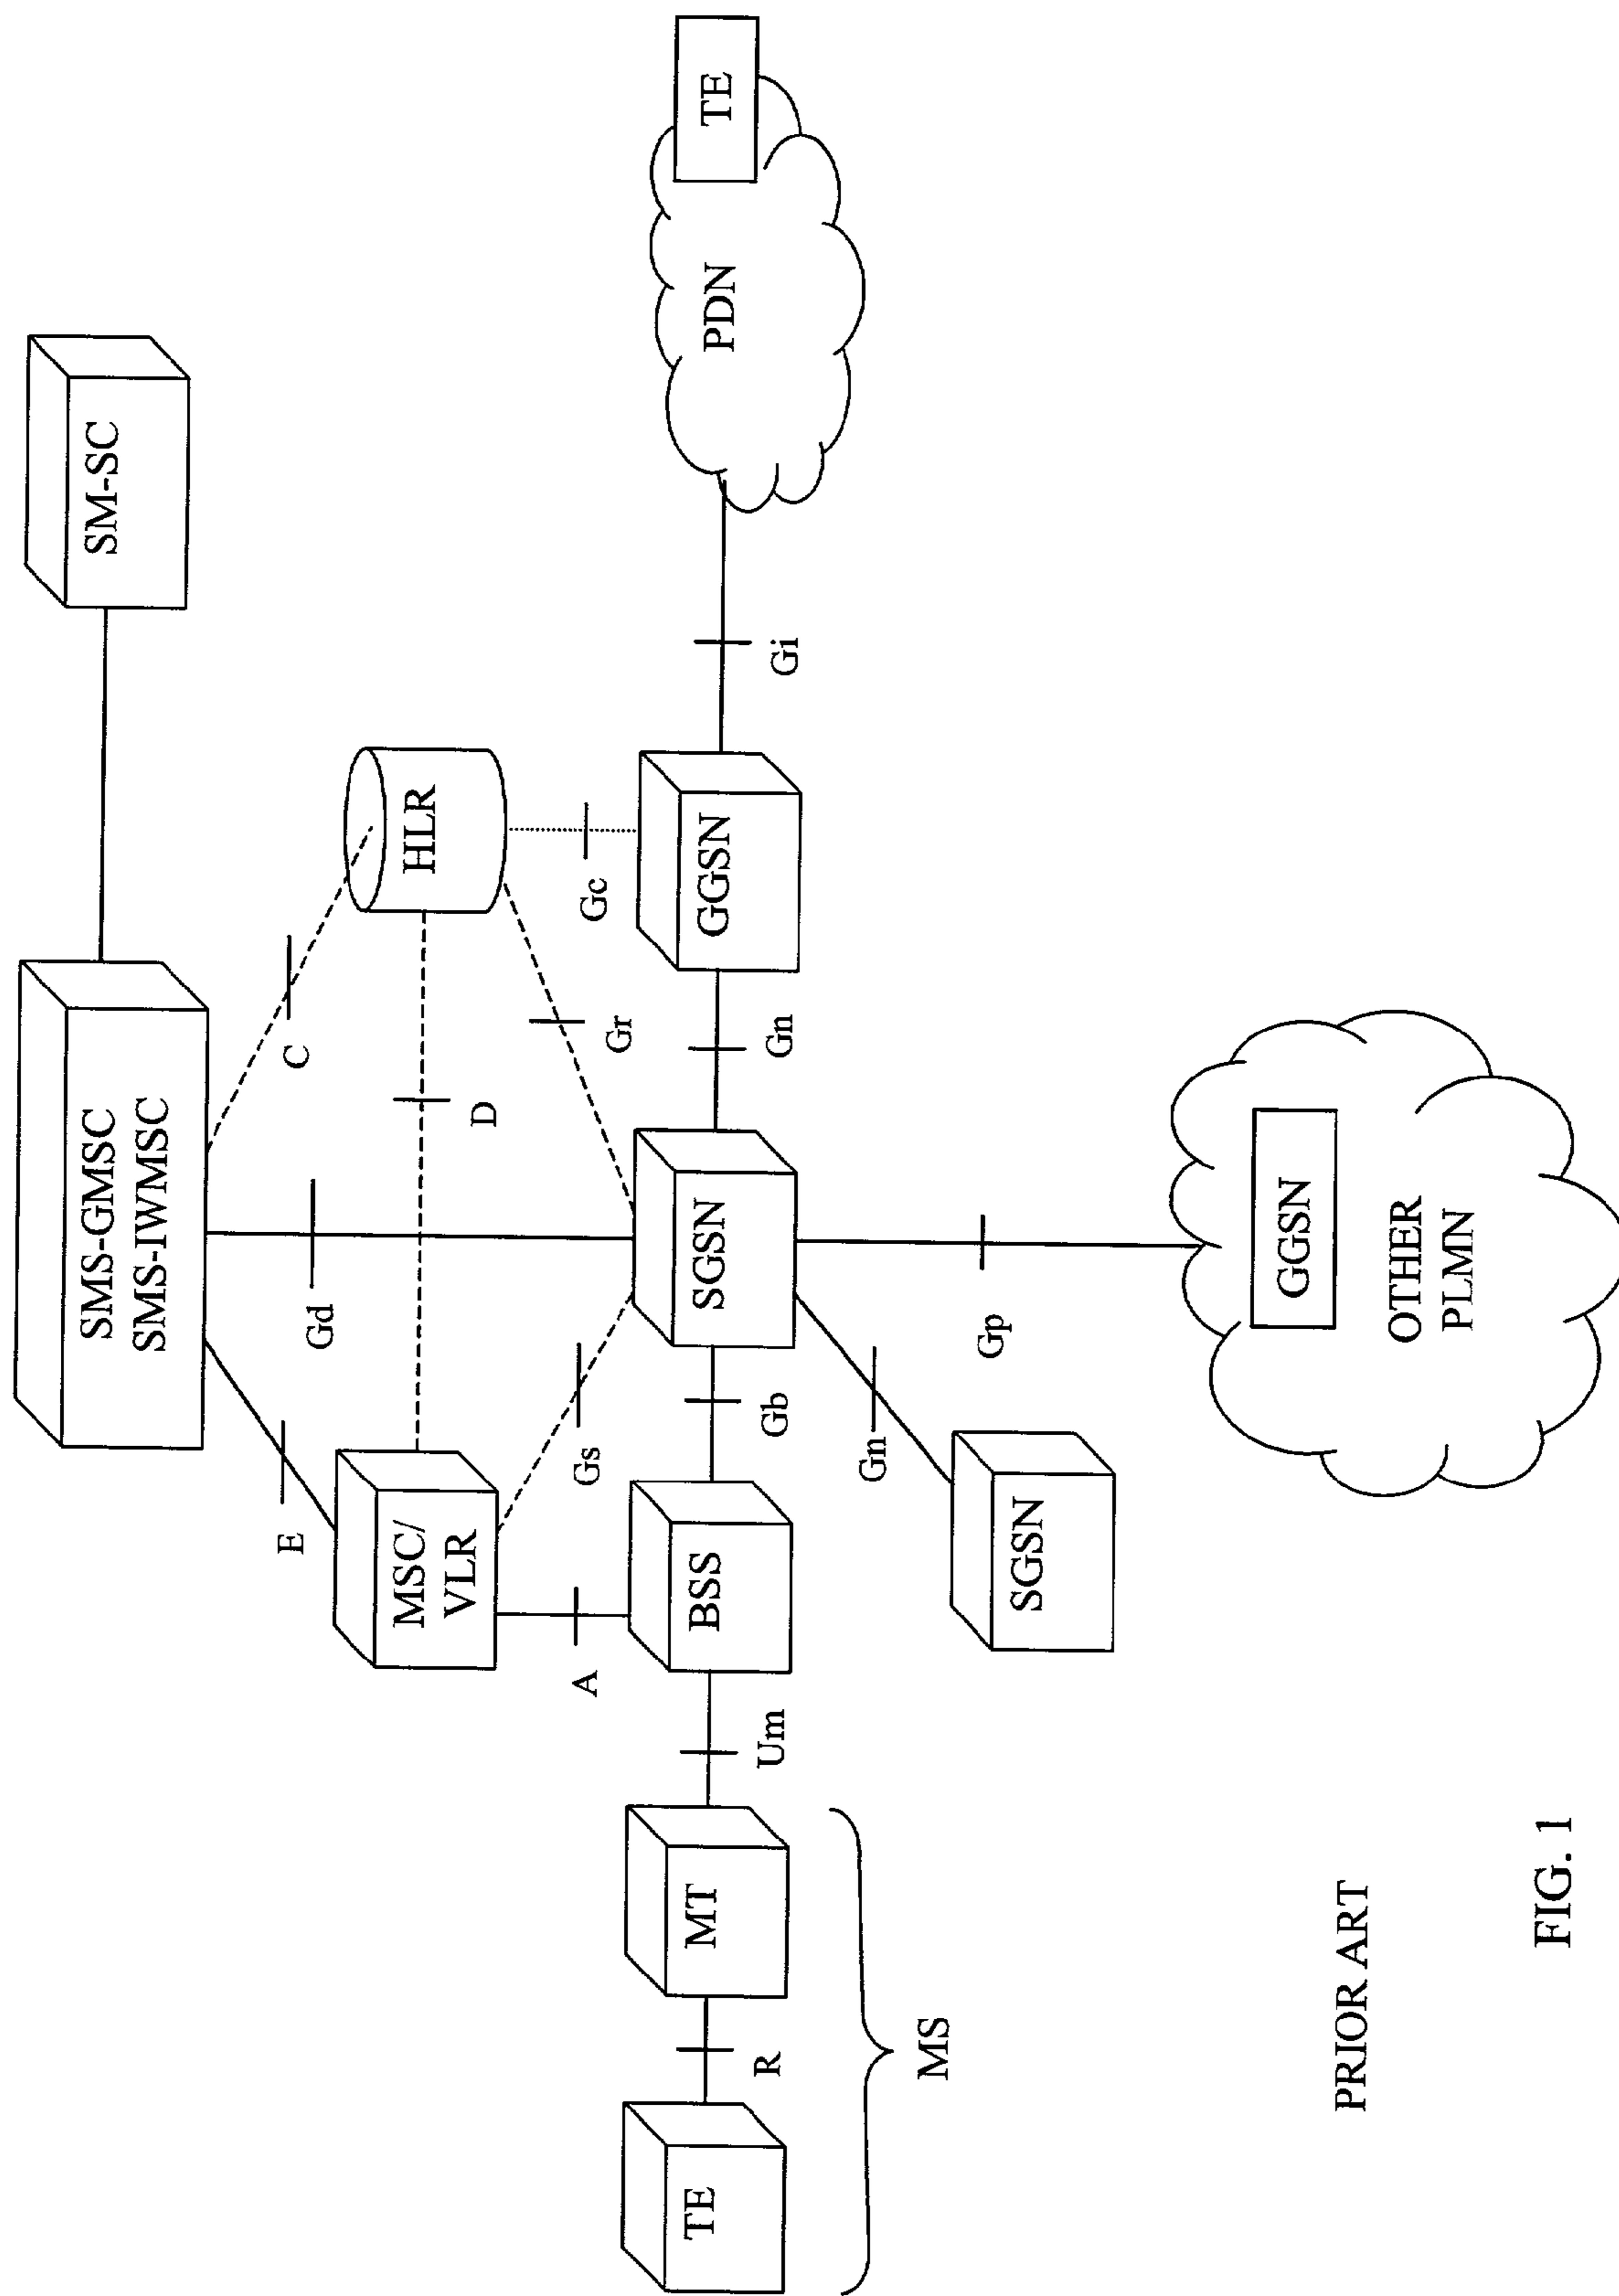 SMS-GMSC
SMS-IWMSC
SM-SC
E
Gd
C
MSC/
VLR
D
HLR
A
Gs
Gr
Gc
TE
R
MT
Um
BSS
Gb
SGSN
Gn
GGSN
Gi
PDN
TE
MS
SGSN
Gn
Gp
GGSN
OTHER
PLMN
PRIOR ART
FIG. 1